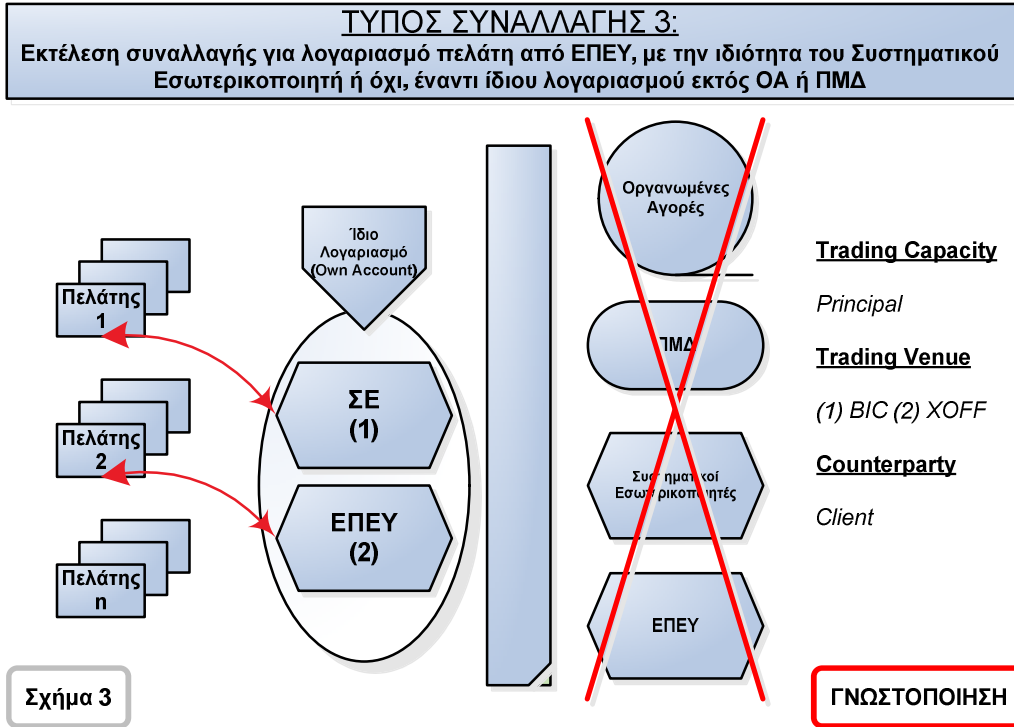 ΤΥΠΟΣ ΣΥΝΑΛΛΑΓΗΣ 3:
Εκτέλεση συναλλαγής για λογαριασμό πελάτη από ΕΠΕΥ, με την ιδιότητα του Συστηματικού
Εσωτερικοποιητή ή όχι, έναντι ίδιου λογαριασμού εκτός ΟΑ ή ΠΜΔ
Πελάτης
1
Πελάτης
2
Πελάτης
n
Ίδιο
Λογαριασμό
(Own Account)
ΣΕ
(1)
ΕΠΕΥ
(2)
Οργανωμένες
Αγορές
ΠΜΔ
Συστηματικοί
Εσωτερικοποιητές
ΕΠΕΥ
Trading Capacity
Principal
Trading Venue
(1) BIC (2) XOFF
Counterparty
Client
Σχήμα 3
ΓΝΩΣΤΟΠΟΙΗΣΗ